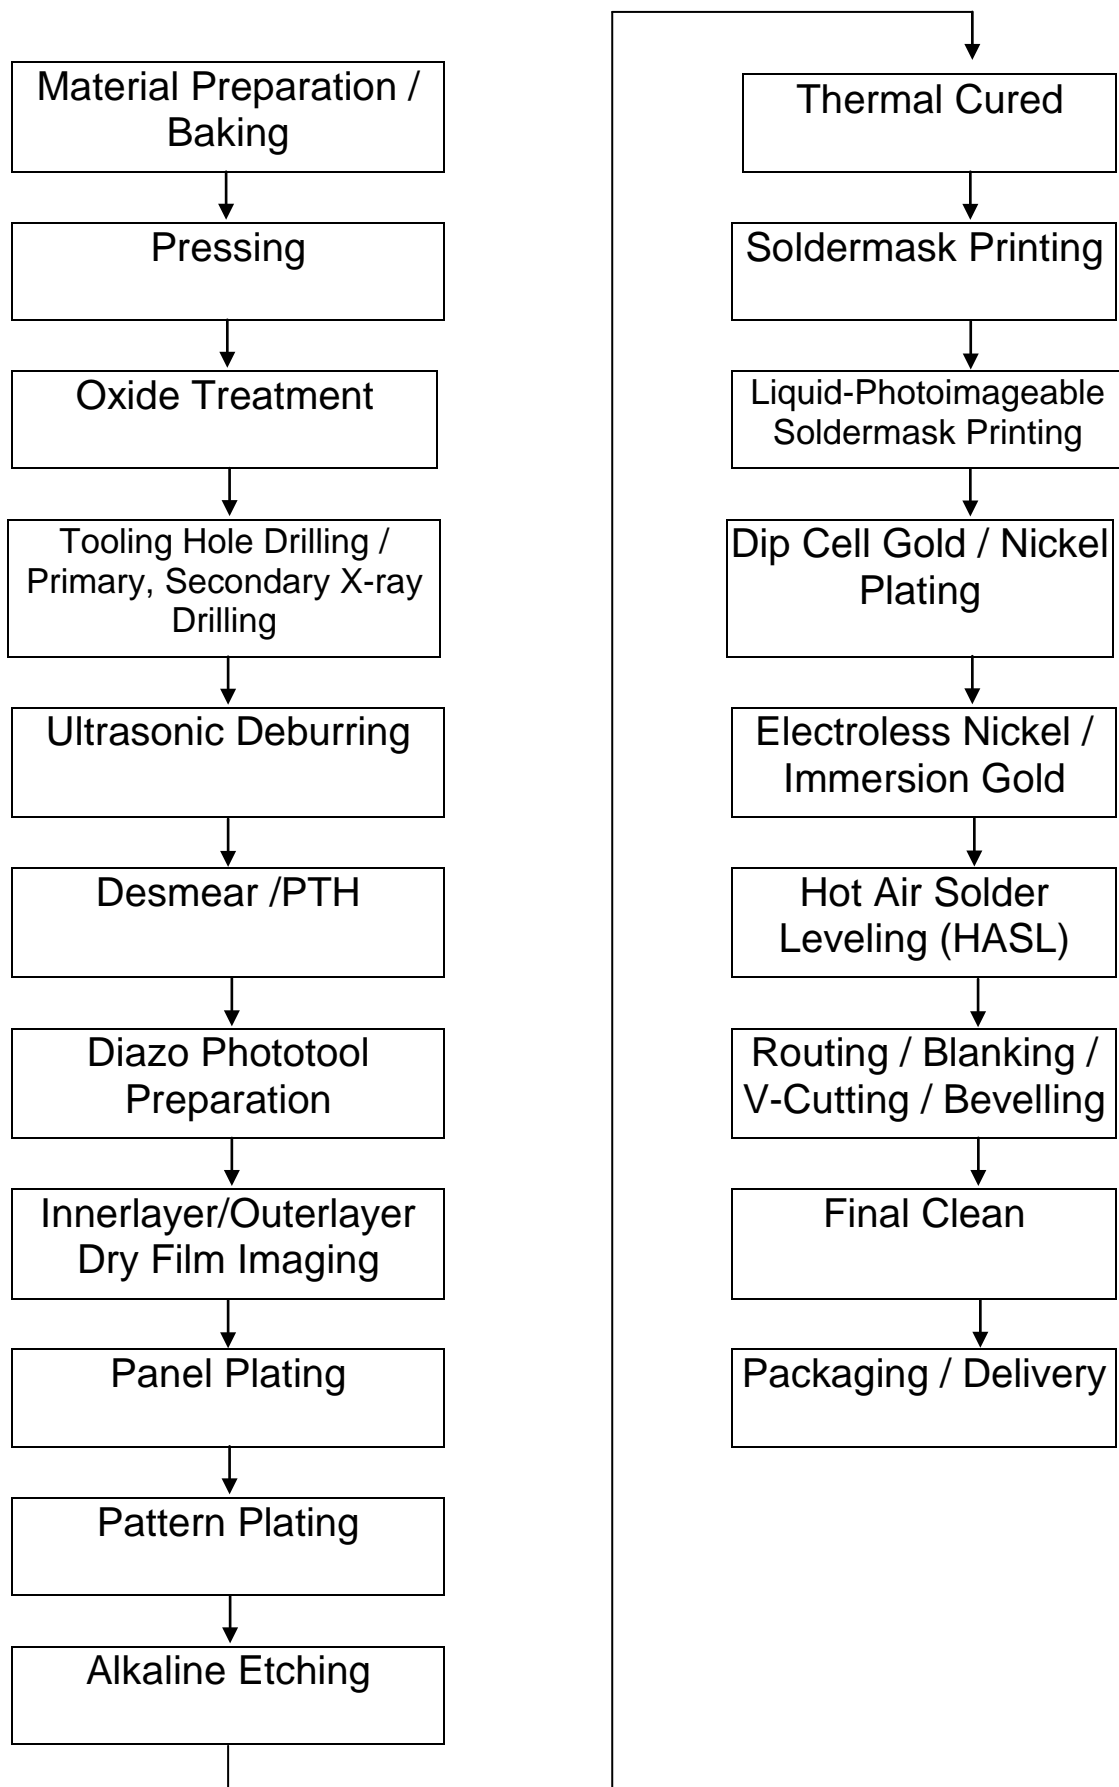 Material Preparation /
Baking
Pressing
Oxide Treatment
Tooling Hole Drilling /
Primary, Secondary X-ray
Drilling
Ultrasonic Deburring
Desmear /PTH
Diazo Phototool
Preparation
Innerlayer/Outerlayer
Dry Film Imaging
Panel Plating
Pattern Plating
Alkaline Etching
Thermal Cured
Soldermask Printing
Liquid-Photoimageable
Soldermask Printing
Dip Cell Gold / Nickel
Plating
Electroless Nickel /
Immersion Gold
Hot Air Solder
Leveling (HASL)
Routing / Blanking /
V-Cutting / Bevelling
Final Clean
Packaging / Delivery